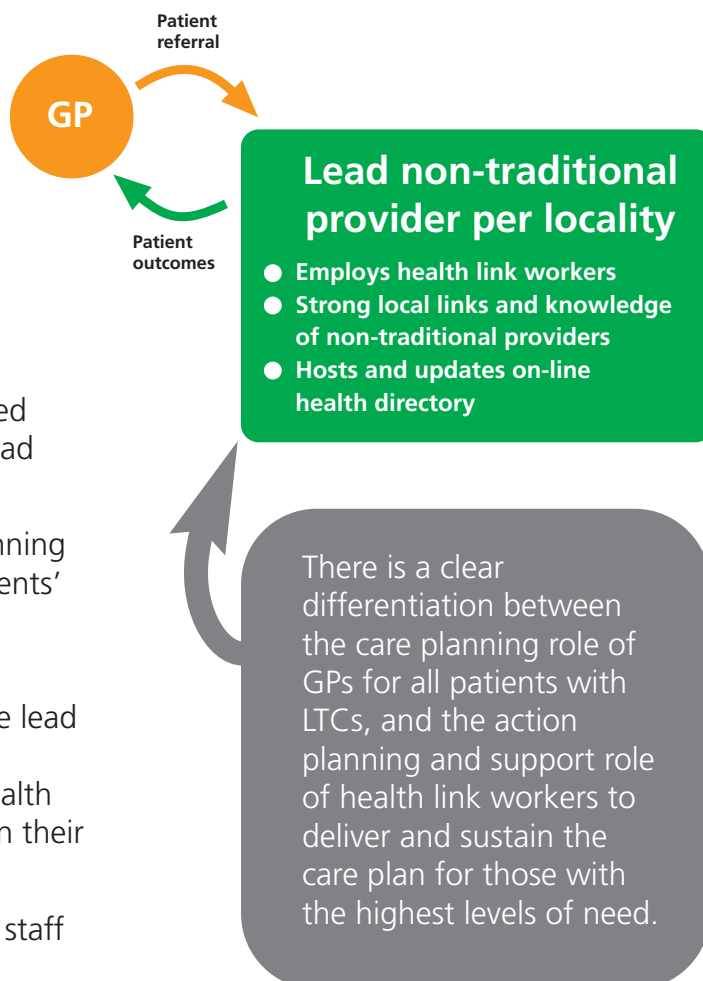 Patient
referral
GP
Patient
outcomes
Lead non-traditional
provider per locality
● Employs health link workers
● Strong local links and knowledge
of non-traditional providers
● Hosts and updates on-line
health directory
There is a clear
differentiation between
the care planning role of
GPs for all patients with
LTCs, and the action
planning and support role
of health link workers to
deliver and sustain the
care plan for those with
the highest levels of need.
lead
their
staff